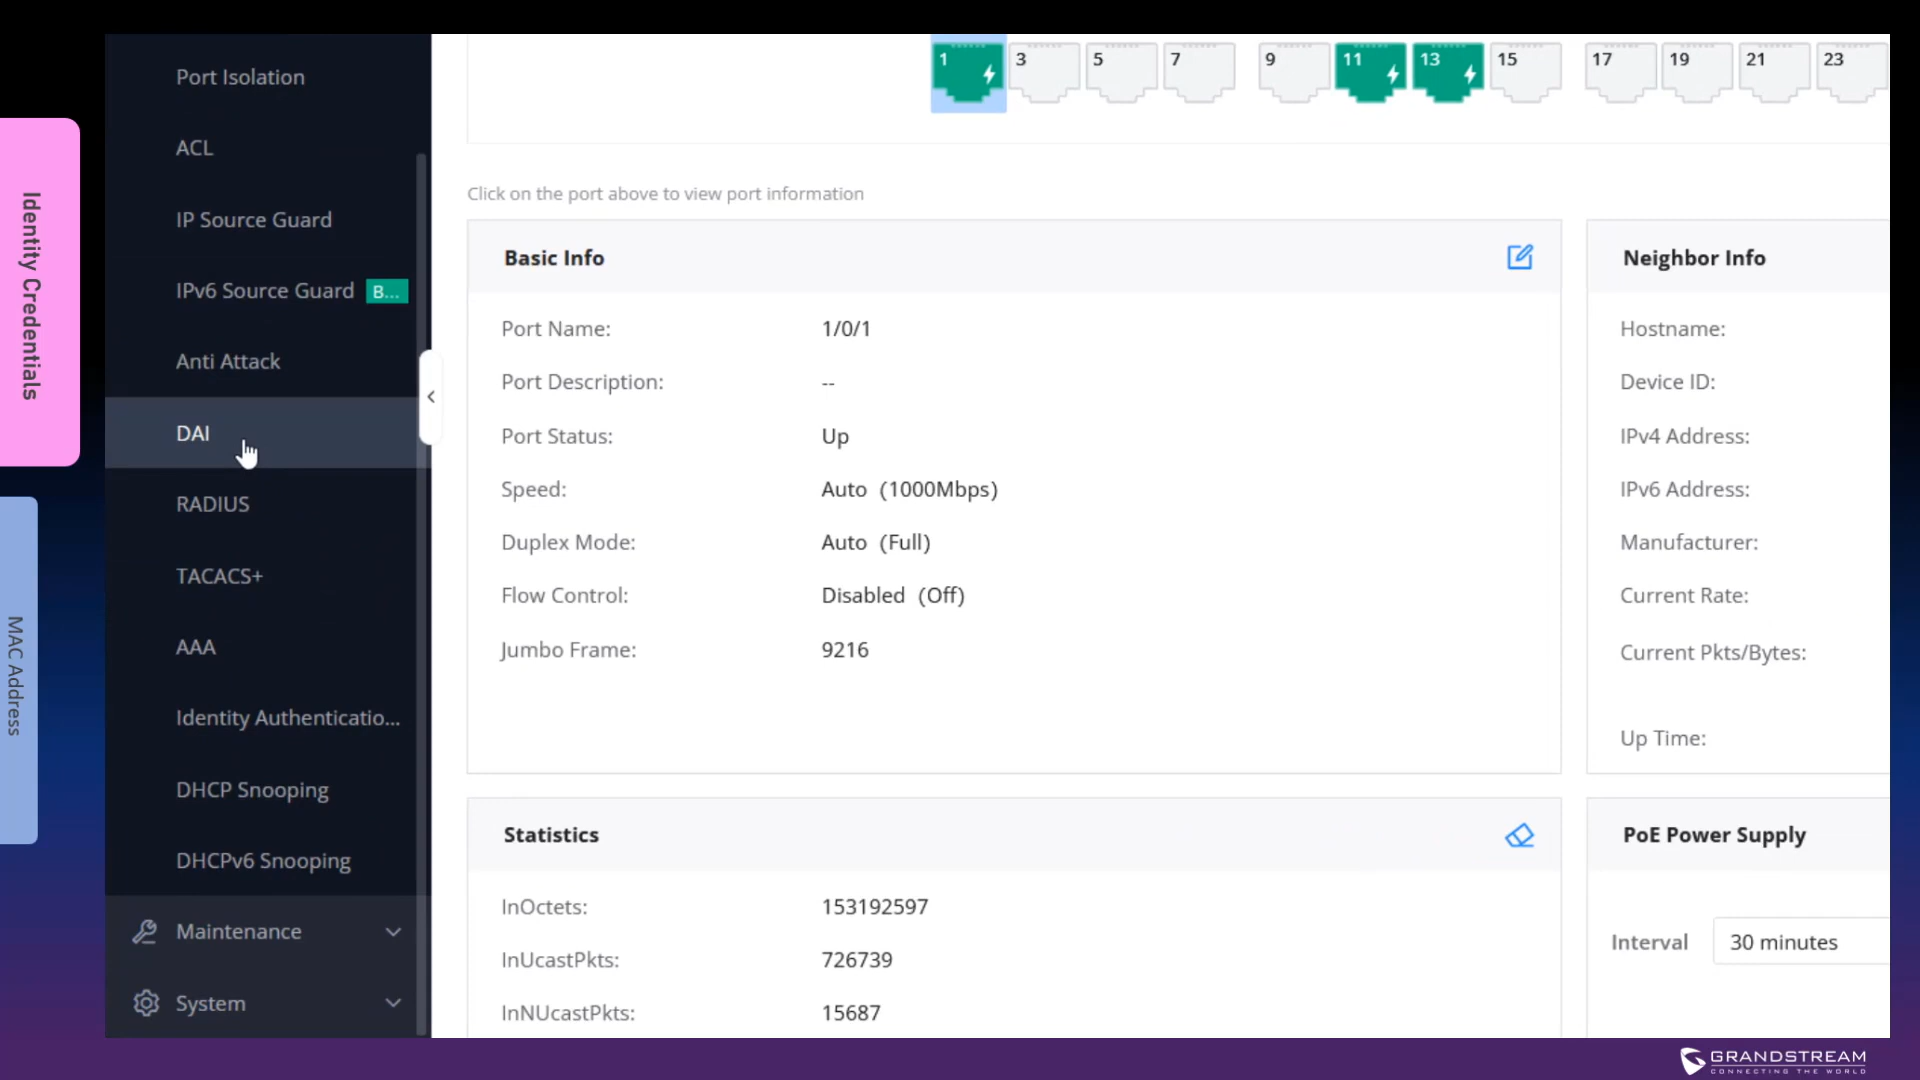 Identity Credentials
MAC Address
Port Isolation
ACL
IP Source Guard
IPv6 Source Guard B...
Anti Attack
DAI
RADIUS
TACACS+
AAA
Identity Authenticatio...
DHCP Snooping
DHCPv6 Snooping
Maintenance
System
1 3 5 7 9 11 13 15 17 19 21 23
Click on the port above to view port information
Basic Info
Port Name: 1/0/1
Port Description: --
Port Status: Up
Speed: Auto (1000Mbps)
Duplex Mode: Auto (Full)
Flow Control: Disabled (Off)
Jumbo Frame: 9216
Neighbor Info
Hostname:
Device ID:
IPv4 Address:
IPv6 Address:
Manufacturer:
Current Rate:
Current Pkts/Bytes:
Up Time:
Statistics
InOctets: 153192597
InUcastPkts: 726739
InNUcastPkts: 15687
PoE Power Supply
Interval 30 minutes
GRANDSTREAM
CONNECTING THE WORLD